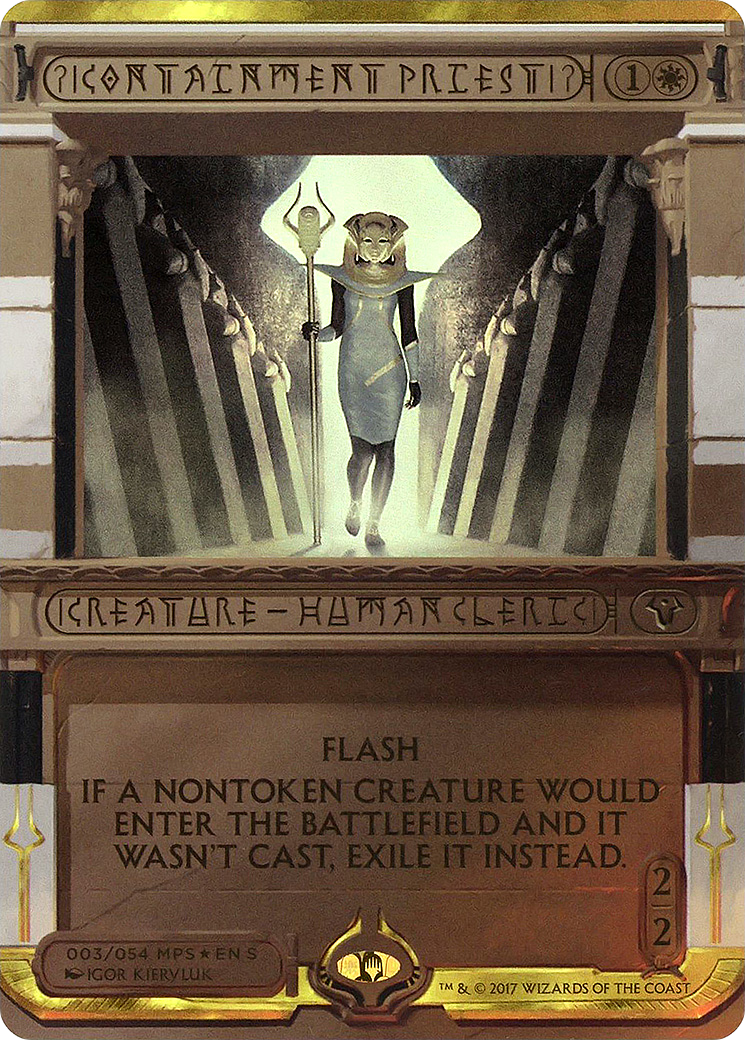 CONTAINMENT PRIEST 1
CREATURE – HUMAN CLERIC
FLASH
IF A NONTOKEN CREATURE WOULD
ENTER THE BATTLEFIELD AND IT
WASN'T CAST, EXILE IT INSTEAD.
2
2
003/054 MPS★EN S
IGOR KIERYLUK
™ & © 2017 WIZARDS OF THE COAST